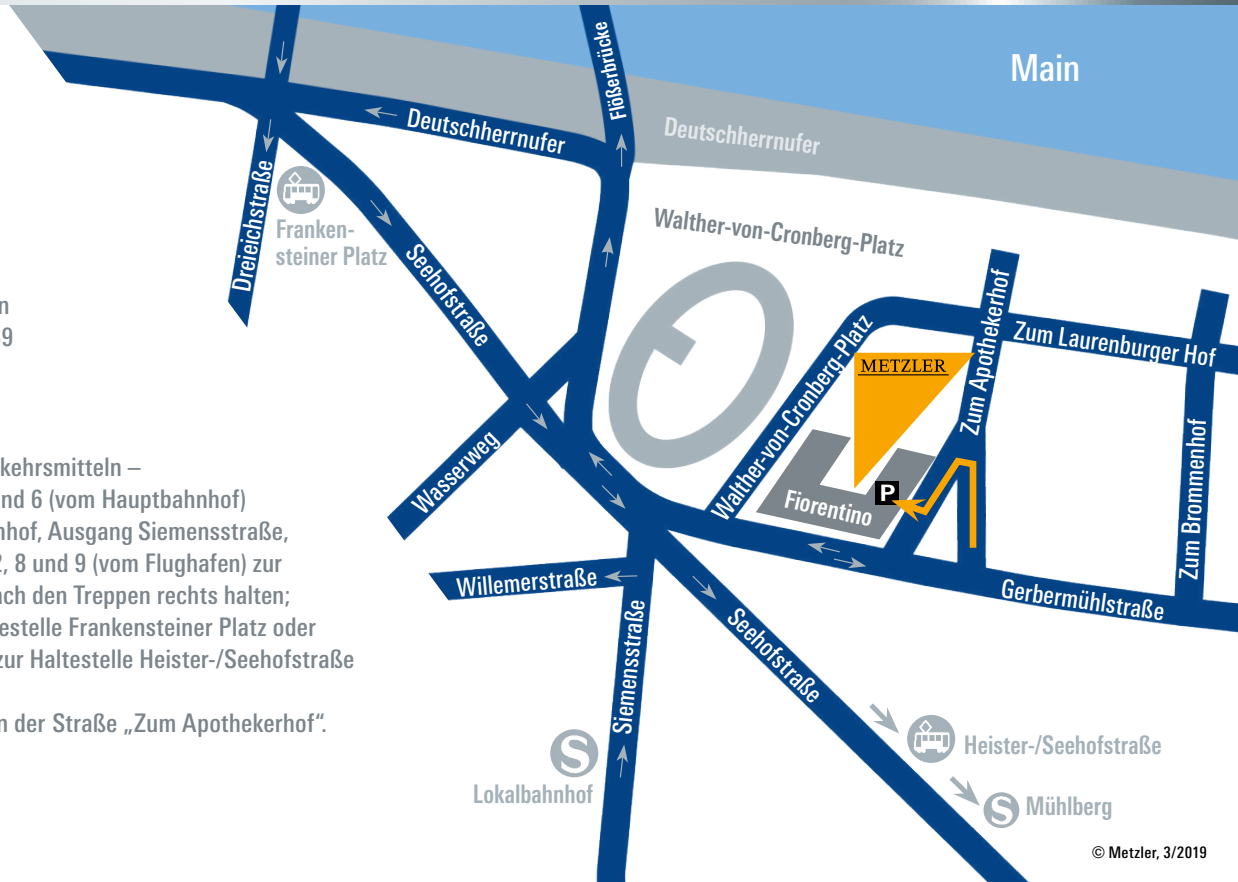 Main
Flößerbrücke
Deutschherrnufer
Deutschherrnufer
Dreieichstraße
Franken-
steiner Platz
Seehofstraße
Walther-von-Cronberg-Platz
Walther-von-Cronberg-Platz
METZLER
Zum Apothekerhof
Zum Laurenburger Hof
Zum Brommenhof
n
9
Wasserweg
Fiorentino
P
kehrsmitteln –
nd 6 (vom Hauptbahnhof)
nhof, Ausgang Siemensstraße,
2, 8 und 9 (vom Flughafen) zur
ach den Treppen rechts halten;
estelle Frankensteiner Platz oder
zur Haltestelle Heister-/Seehofstraße
n der Straße „Zum Apothekerhof“.
Willemerstraße
Gerbermühlstraße
Siemensstraße
Seehofstraße
S
Lokalbahnhof
Heister-/Seehofstraße
S
Mühlberg
© Metzler, 3/2019